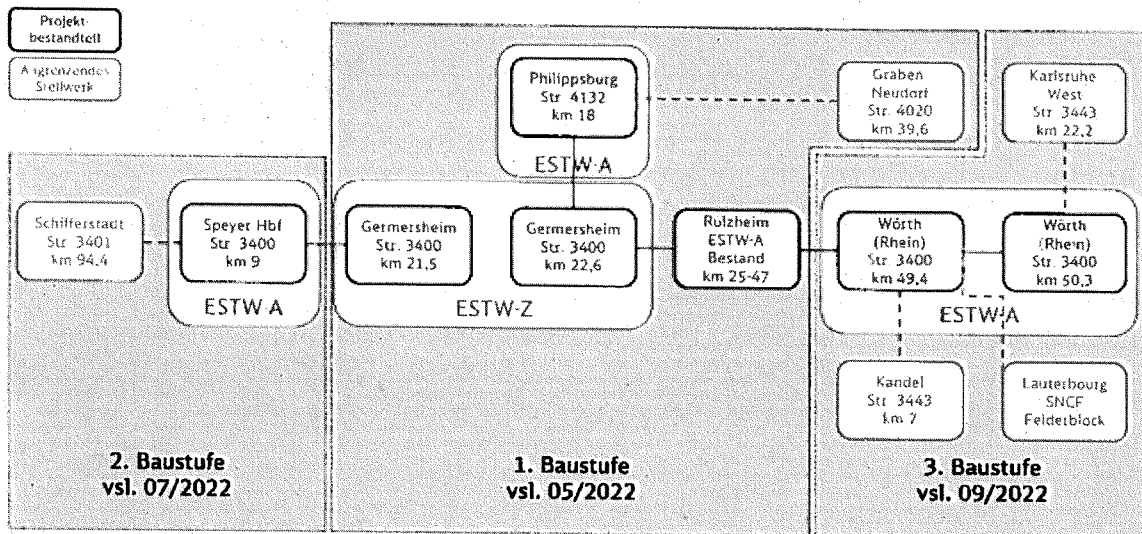 Projekt-
bestandteil
Angrenzendes
Stellwerk
Philippsburg
Str 4132
km 18
ESTW-A
Graben
Neudorf
Str. 4020
km 39,6
Karlsruhe
West
Str. 3443
km 22,2
Schifferstadt
Str 3401
km 94.4
Speyer Hbf
Str 3400
km 9
ESTW-A
Germersheim
Str. 3400
km 21,5
Germersheim
Str. 3400
km 22,6
ESTW-Z
Rülzheim
ESTW-A
Bestand
km 25-47
Wörth
(Rhein)
Str. 3400
km 49,4
Wörth
(Rhein)
Str. 3400
km 50,3
ESTW-A
Kandel
Str 3443
km 7
Lauterbourg
SNCF
Felderblock
2. Baustufe
vsl. 07/2022
1. Baustufe
vsl. 05/2022
3. Baustufe
vsl. 09/2022